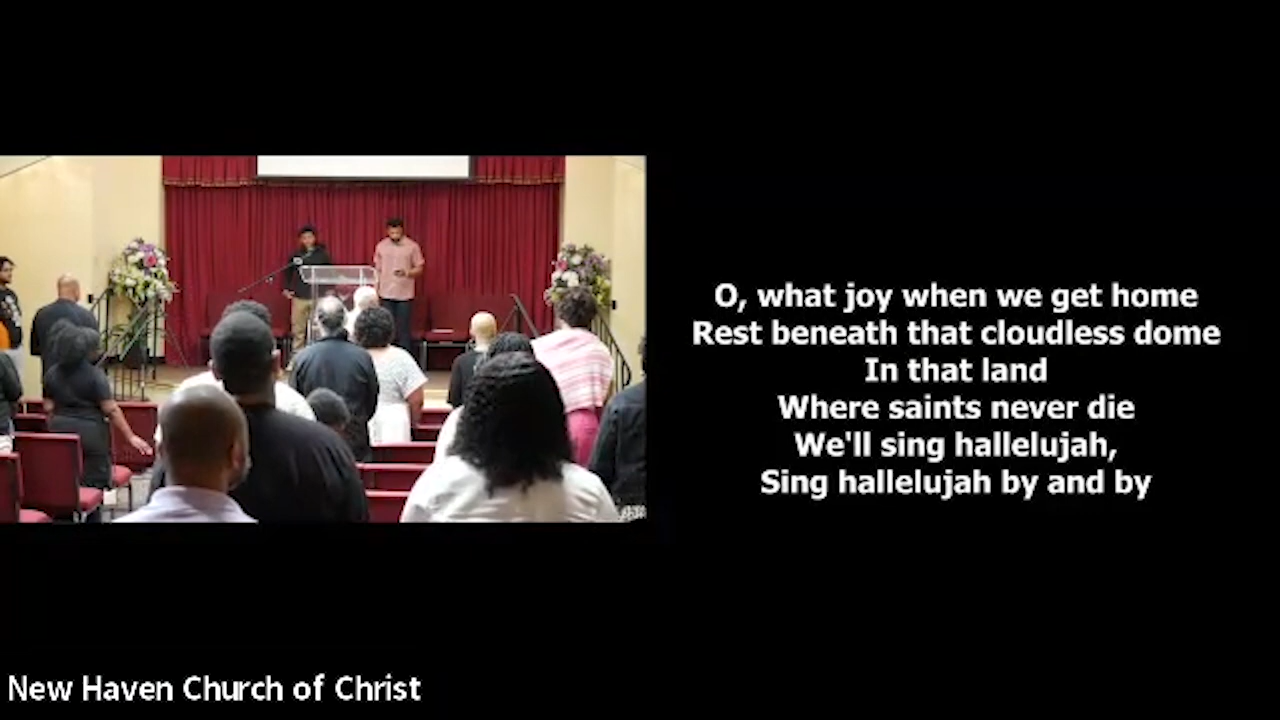 O, what joy when we get home
Rest beneath that cloudless dome
In that land
Where saints never die
We'll sing hallelujah,
Sing hallelujah by and by
New Haven Church of Christ